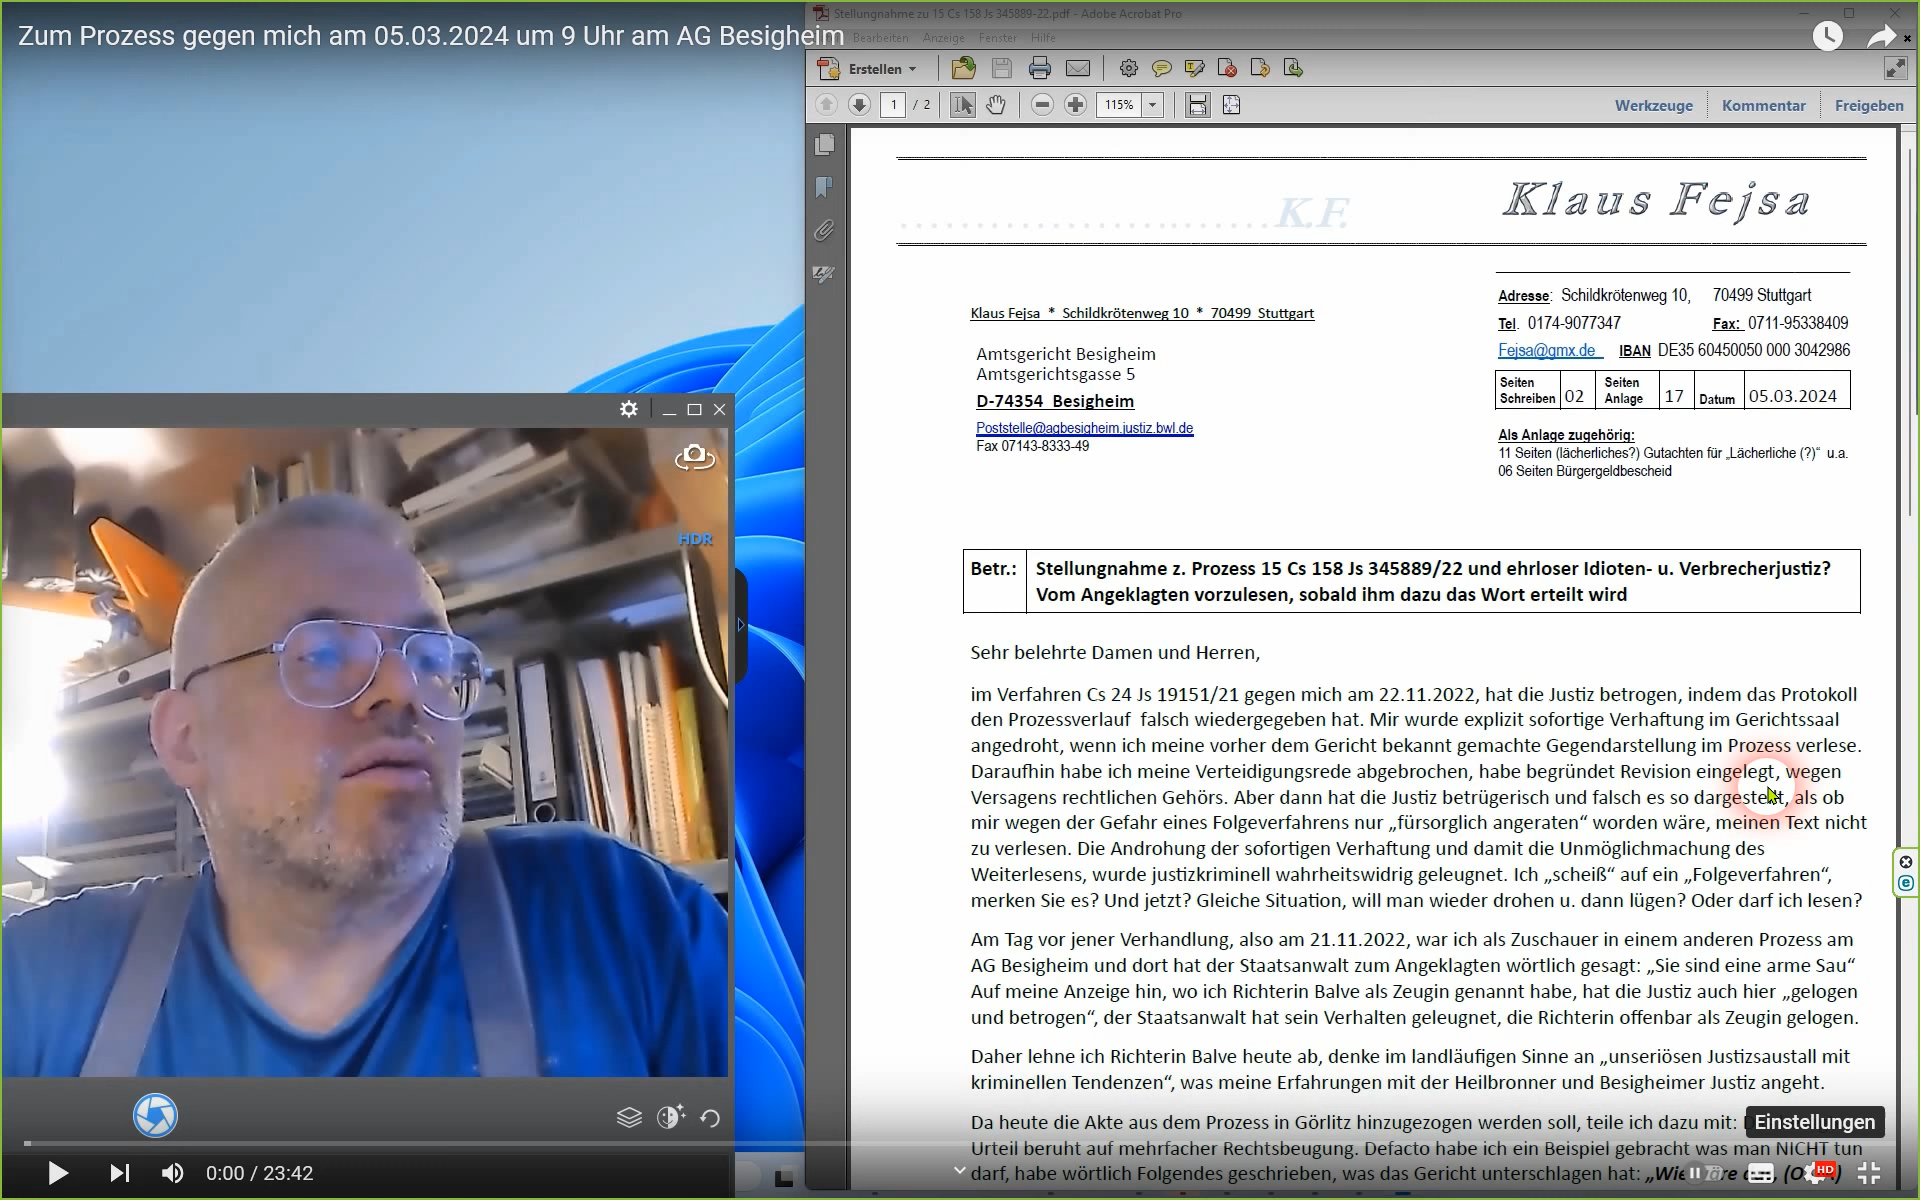 Stellungnahme zu 15 Cs 158 Js 345889-22.pdf - Adobe Acrobat Pro
Zum Prozess gegen mich am 05.03.2024 um 9 Uhr am AG Besigheim
Bearbeiten Anzeige Fenster Hilfe
Erstellen
1 / 2
115%
Werkzeuge Kommentar Freigeben
K.F.
Klaus Fejsa
Adresse: Schildkrötenweg 10, 70499 Stuttgart
Tel. 0174-9077347 Fax: 0711-95338409
Fejsa@gmx.de IBAN DE35 60450050 000 3042986
Seiten Schreiben 02 Seiten Anlage 17 Datum 05.03.2024
Als Anlage zugehörig:
11 Seiten (lächerliches?) Gutachten für „Lächerliche (?)“ u.a.
06 Seiten Bürgergeldbescheid
Klaus Fejsa * Schildkrötenweg 10 * 70499 Stuttgart
Amtsgericht Besigheim
Amtsgerichtsgasse 5
D-74354 Besigheim
Poststelle@agbesigheim.justiz.bwl.de
Fax 07143-8333-49
Betr.: Stellungnahme z. Prozess 15 Cs 158 Js 345889/22 und ehrloser Idioten- u. Verbrecherjustiz?
Vom Angeklagten vorzulesen, sobald ihm dazu das Wort erteilt wird
Sehr belehrte Damen und Herren,
im Verfahren Cs 24 Js 19151/21 gegen mich am 22.11.2022, hat die Justiz betrogen, indem das Protokoll
den Prozessverlauf falsch wiedergegeben hat. Mir wurde explizit sofortige Verhaftung im Gerichtssaal
angedroht, wenn ich meine vorher dem Gericht bekannt gemachte Gegendarstellung im Prozess verlese.
Daraufhin habe ich meine Verteidigungsrede abgebrochen, habe begründet Revision eingelegt, wegen
Versagens rechtlichen Gehörs. Aber dann hat die Justiz betrügerisch und falsch es so dargestellt, als ob
mir wegen der Gefahr eines Folgeverfahrens nur „fürsorglich angeraten“ worden wäre, meinen Text nicht
zu verlesen. Die Androhung der sofortigen Verhaftung und damit die Unmöglichmachung des
Weiterlesens, wurde justizkriminell wahrheitswidrig geleugnet. Ich „scheiß“ auf ein „Folgeverfahren“,
merken Sie es? Und jetzt? Gleiche Situation, will man wieder drohen u. dann lügen? Oder darf ich lesen?
Am Tag vor jener Verhandlung, also am 21.11.2022, war ich als Zuschauer in einem anderen Prozess am
AG Besigheim und dort hat der Staatsanwalt zum Angeklagten wörtlich gesagt: „Sie sind eine arme Sau“
Auf meine Anzeige hin, wo ich Richterin Balve als Zeugin genannt habe, hat die Justiz auch hier „gelogen
und betrogen“, der Staatsanwalt hat sein Verhalten geleugnet, die Richterin offenbar als Zeugin gelogen.
Daher lehne ich Richterin Balve heute ab, denke im landläufigen Sinne an „unseriösen Justizsaustall mit
kriminellen Tendenzen“, was meine Erfahrungen mit der Heilbronner und Besigheimer Justiz angeht.
Da heute die Akte aus dem Prozess in Görlitz hinzugezogen werden soll, teile ich dazu mit:
Urteil beruht auf mehrfacher Rechtsbeugung. Defacto habe ich ein Beispiel gebracht was man NICHT tun
darf, habe wörtlich Folgendes geschrieben, was das Gericht unterschlagen hat:
Einstellungen
HDR
0:00 / 23:42
HD